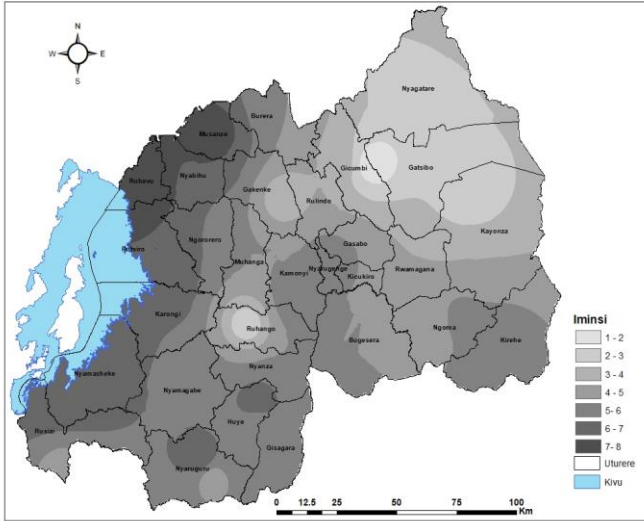 N
W E
S
Burera
Nyagatare
Musanze
Gicumbi
Gatsibo
Rubavu
Nyabihu
Gakenke
Rulindo
Kayonza
Rutsiro
Ngororero
Gasabo
Muhanga
Kamonyi
Nyarugenge
Kicukiro
Rwamagana
Karongi
Ruhango
Bugesera
Ngoma
Kirehe
Nyamasheke
Nyanza
Nyamagabe
Huye
Rusizi
Gisagara
Nyaruguru
Iminsi
1 - 2
2 - 3
3 - 4
4 - 5
5- 6
6 - 7
7- 8
Uturere
Kivu
0 12.5 25 50 75 100
Km